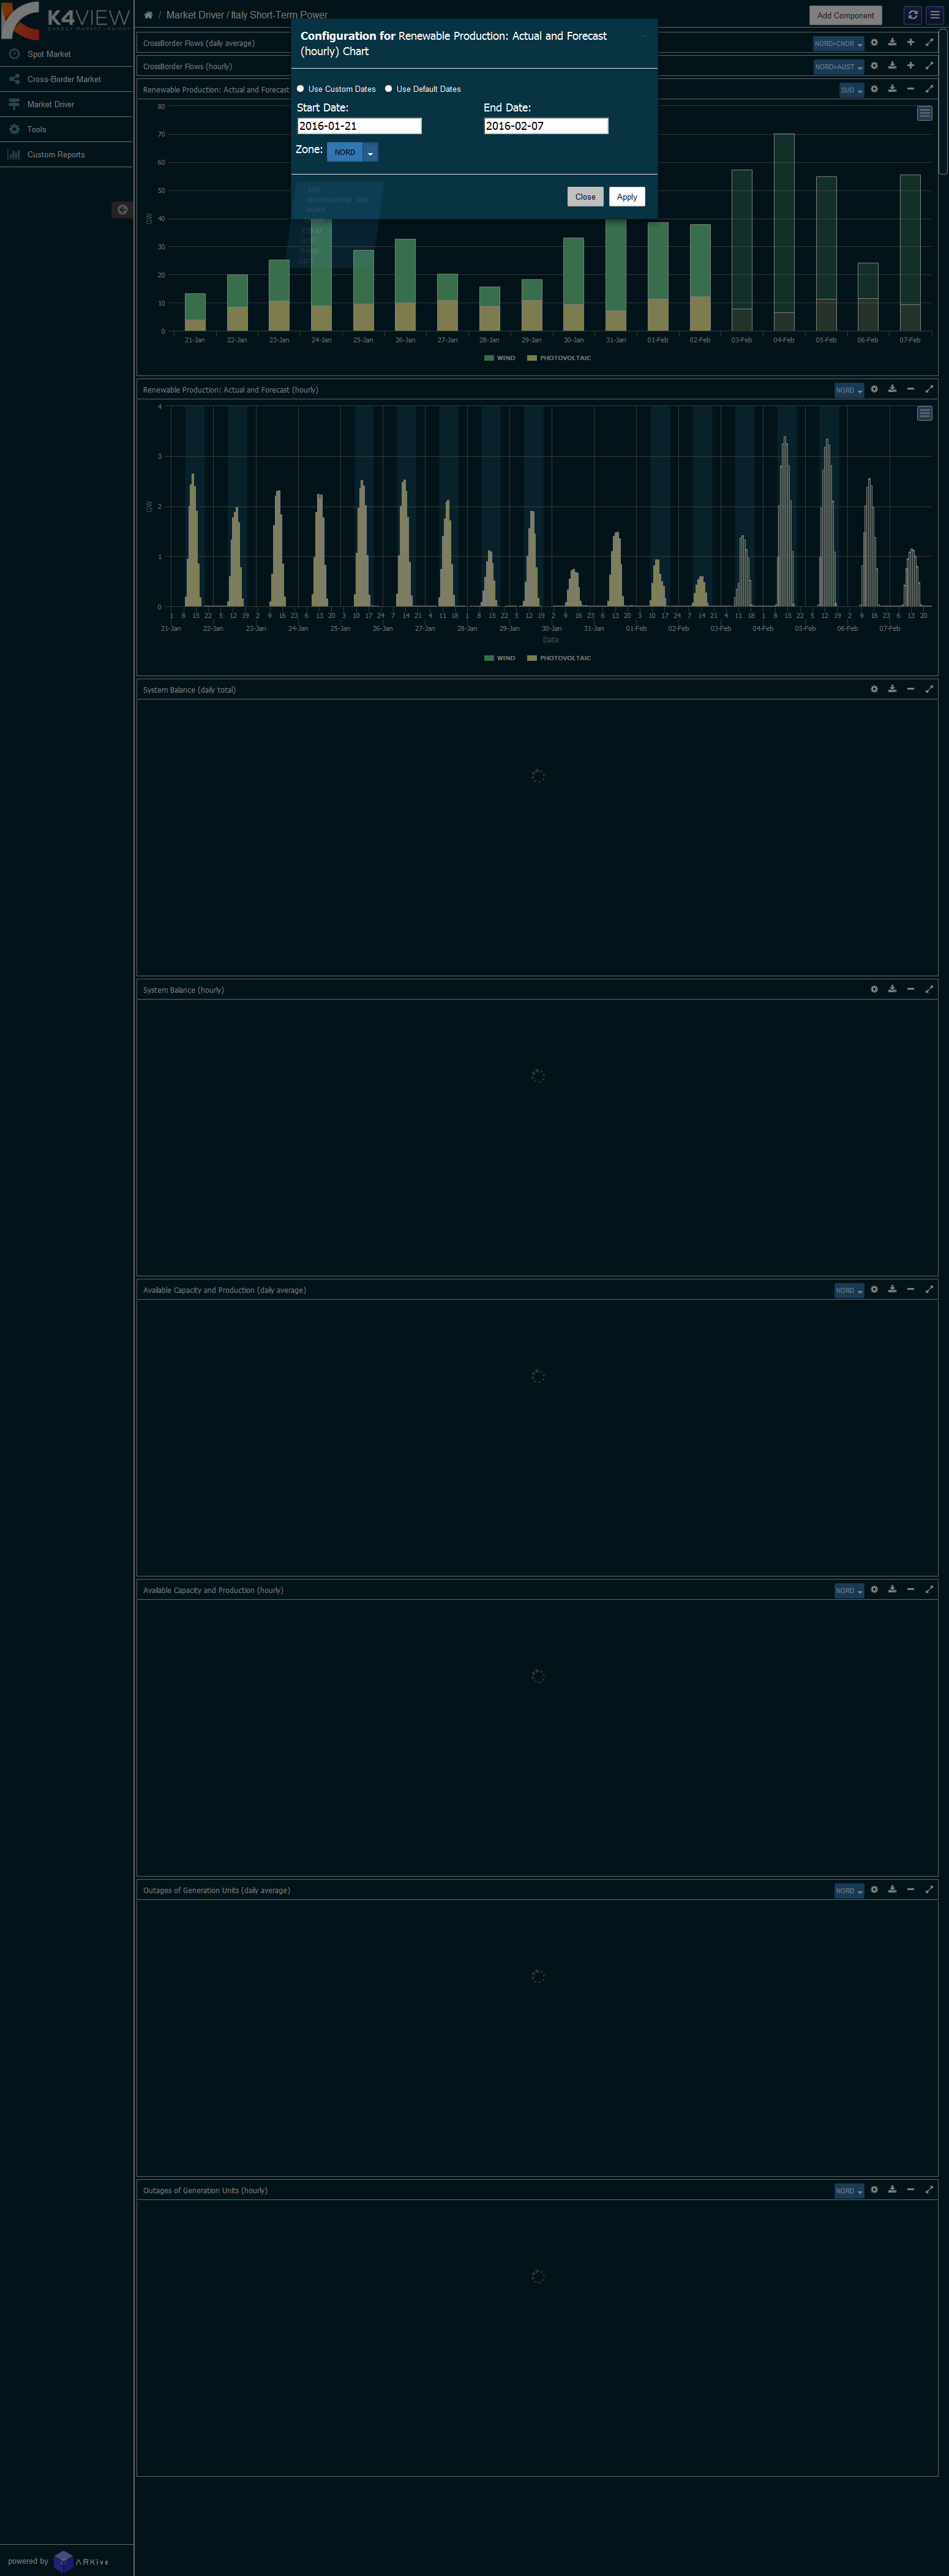 K4VIEW
ENERGY MARKET INSIGHT
Spot Market
Cross-Border Market
Market Driver
Tools
Custom Reports
/ Market Driver / Italy Short-Term Power
Add Component
Configuration for Renewable Production: Actual and Forecast
(hourly) Chart
Use Custom Dates Use Default Dates
Start Date: End Date:
2016-01-21 2016-02-07
Zone: NORD
Close Apply
ITA
MACROZONE SUD
NORD
CrossBorder Flows (daily average) NORD>CNOR
CrossBorder Flows (hourly) NORD>AUST
Renewable Production: Actual and Forecast SUD
80
70
60
50
40
30
20
10
0
GW
21-Jan 22-Jan 23-Jan 24-Jan 25-Jan 26-Jan 27-Jan 28-Jan 29-Jan 30-Jan 31-Jan 01-Feb 02-Feb 03-Feb 04-Feb 05-Feb 06-Feb 07-Feb
WIND PHOTOVOLTAIC
Renewable Production: Actual and Forecast (hourly) NORD
4
3
2
1
0
GW
1 8 15 22 5 12 19 2 9 16 23 6 13 20 3 10 17 24 7 14 21 4 11 18 1 8 15 22 5 12 19 2 9 16 23 6 13 20 3 10 17 24 7 14 21 4 11 18 1 8 15 22 5 12 19 2 9 16 23 6 13 20
21-Jan 22-Jan 23-Jan 24-Jan 25-Jan 26-Jan 27-Jan 28-Jan 29-Jan 30-Jan 31-Jan 01-Feb 02-Feb 03-Feb 04-Feb 05-Feb 06-Feb 07-Feb
Date
WIND PHOTOVOLTAIC
System Balance (daily total)
System Balance (hourly)
Available Capacity and Production (daily average) NORD
Available Capacity and Production (hourly) NORD
Outages of Generation Units (daily average) NORD
Outages of Generation Units (hourly) NORD
powered by ARKive